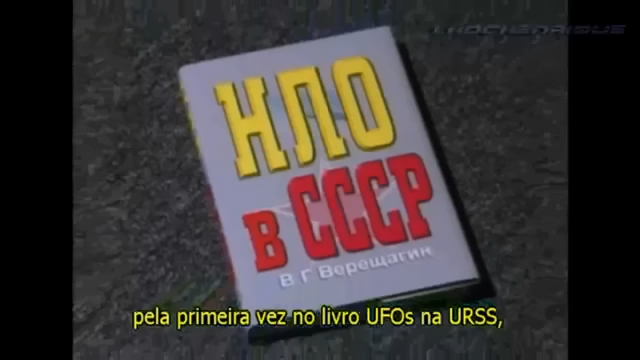 НЛО
В СССР
В Г Верещагин
pela primeira vez no livro UFOs na URSS,